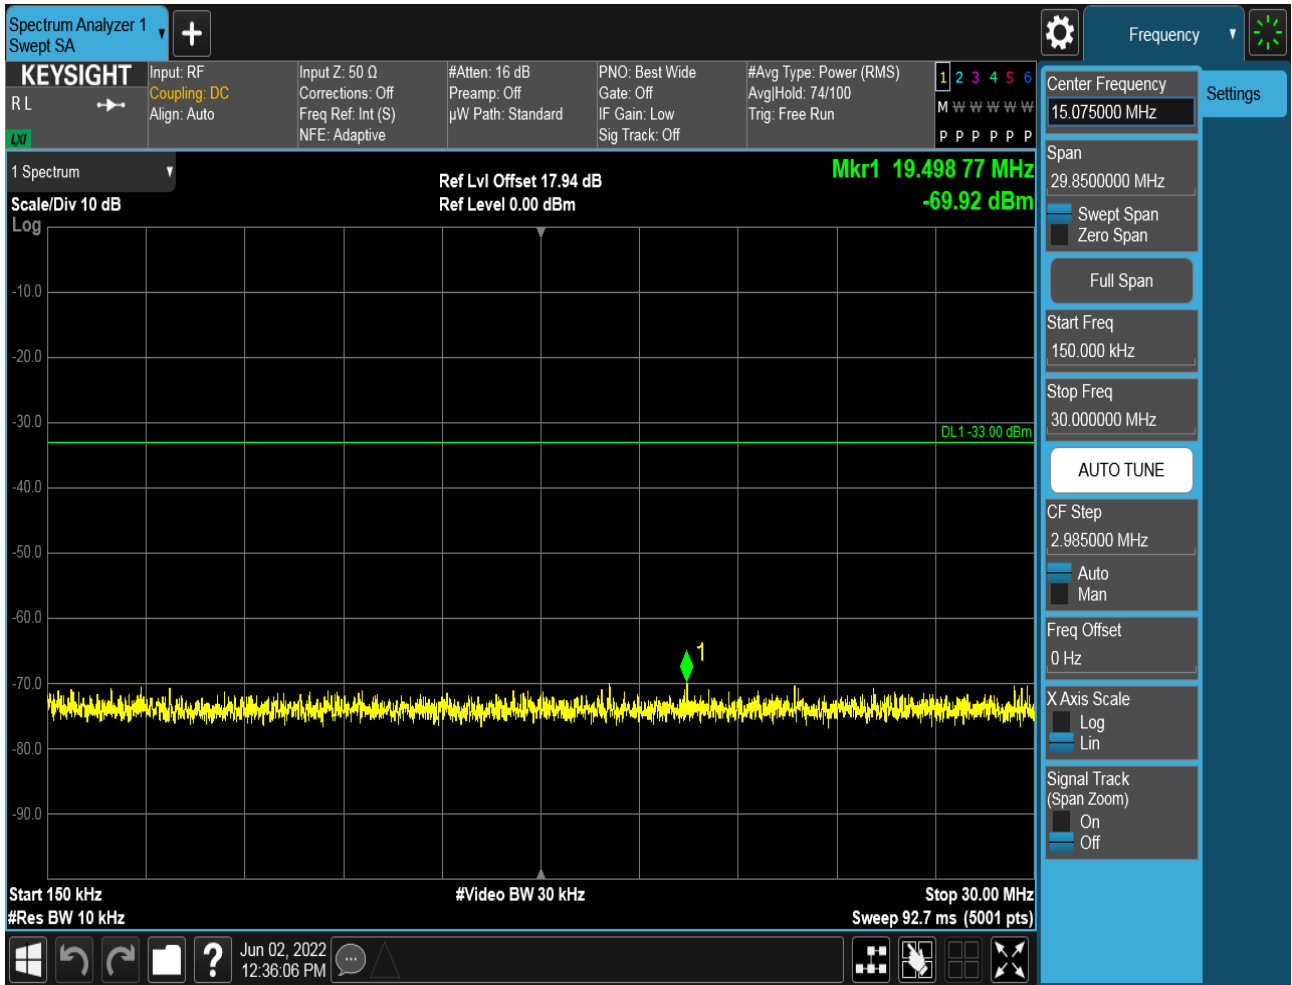 Spectrum Analyzer 1
Swept SA
Frequency
KEYSIGHT
R L
LXI
Input: RF
Coupling: DC
Align: Auto
Input Z: 50 Ω
Corrections: Off
Freq Ref: Int (S)
NFE: Adaptive
#Atten: 16 dB
Preamp: Off
µW Path: Standard
PNO: Best Wide
Gate: Off
IF Gain: Low
Sig Track: Off
#Avg Type: Power (RMS)
Avg|Hold: 74/100
Trig: Free Run
1 2 3 4 5 6
M W W W W W
P P P P P P
1 Spectrum
Scale/Div 10 dB
Log
Ref Lvl Offset 17.94 dB
Ref Level 0.00 dBm
Mkr1 19.498 77 MHz
-69.92 dBm
-10.0
-20.0
-30.0
DL1 -33.00 dBm
-40.0
-50.0
-60.0
1
-70.0
-80.0
-90.0
Start 150 kHz
#Video BW 30 kHz
Stop 30.00 MHz
#Res BW 10 kHz
Sweep 92.7 ms (5001 pts)
Center Frequency
15.075000 MHz
Settings
Span
29.8500000 MHz
Swept Span
Zero Span
Full Span
Start Freq
150.000 kHz
Stop Freq
30.000000 MHz
AUTO TUNE
CF Step
2.985000 MHz
Auto
Man
Freq Offset
0 Hz
X Axis Scale
Log
Lin
Signal Track
(Span Zoom)
On
Off
?
Jun 02, 2022
12:36:06 PM